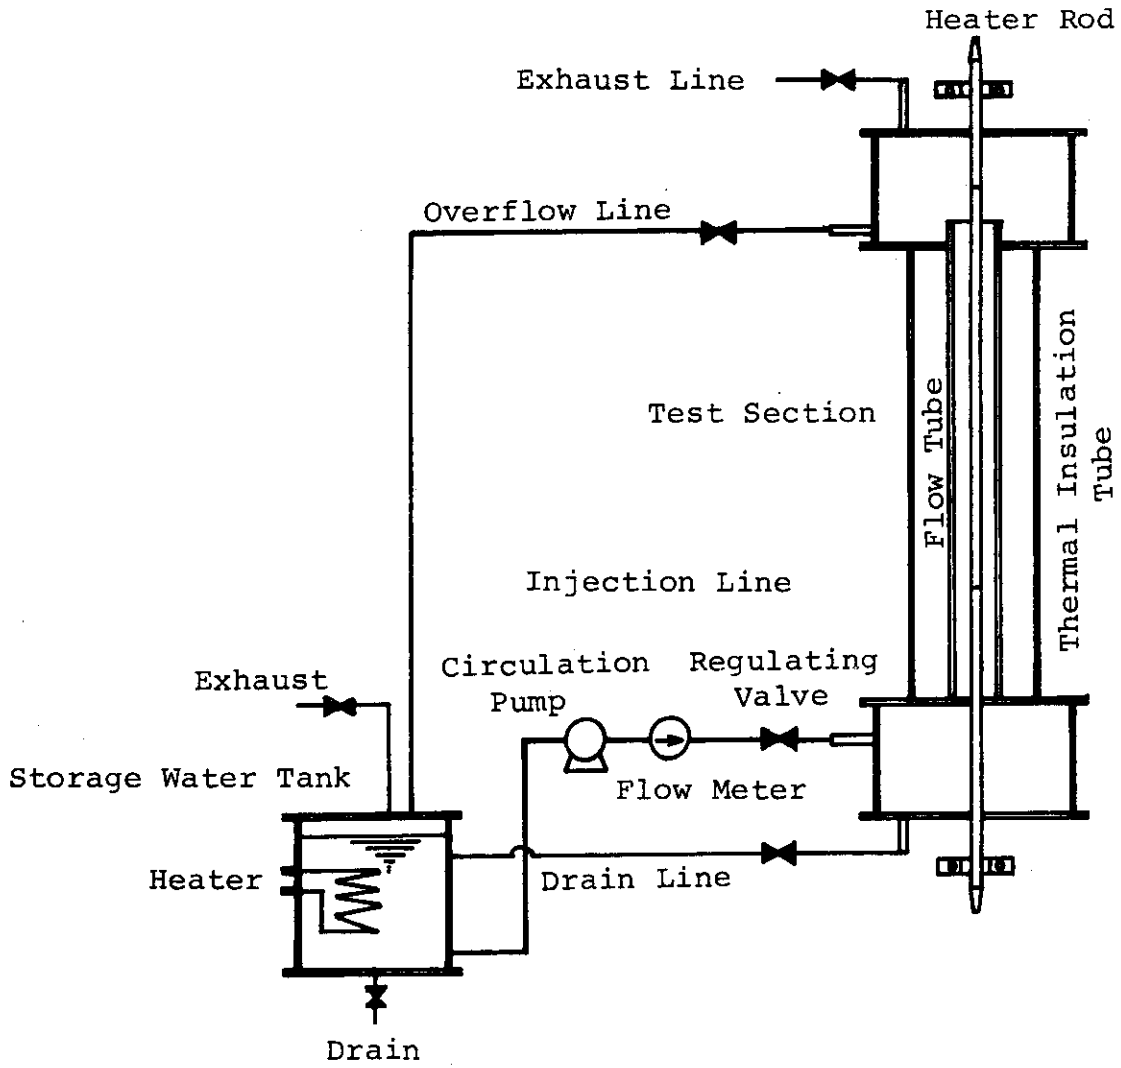 Heater Rod
Exhaust Line
Overflow Line
Test Section
Flow Tube
Thermal Insulation
Tube
Injection Line
Circulation
Pump
Regulating
Valve
Exhaust
Storage Water Tank
Flow Meter
Heater
Drain Line
Drain